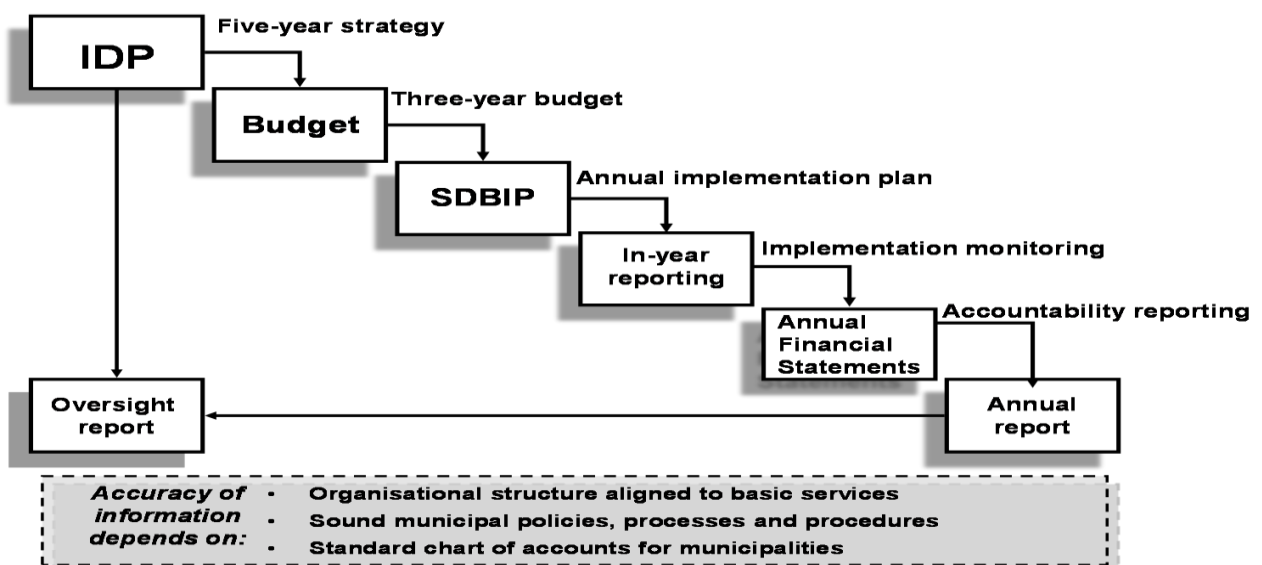 Five-year strategy
IDP
Three-year budget
Budget
Annual implementation plan
SDBIP
Implementation monitoring
In-year
reporting
Accountability reporting
Annual
Financial
Statements
Oversight
report
Annual
report
Accuracy of
information
depends on:
• Organisational structure aligned to basic services
• Sound municipal policies, processes and procedures
• Standard chart of accounts for municipalities